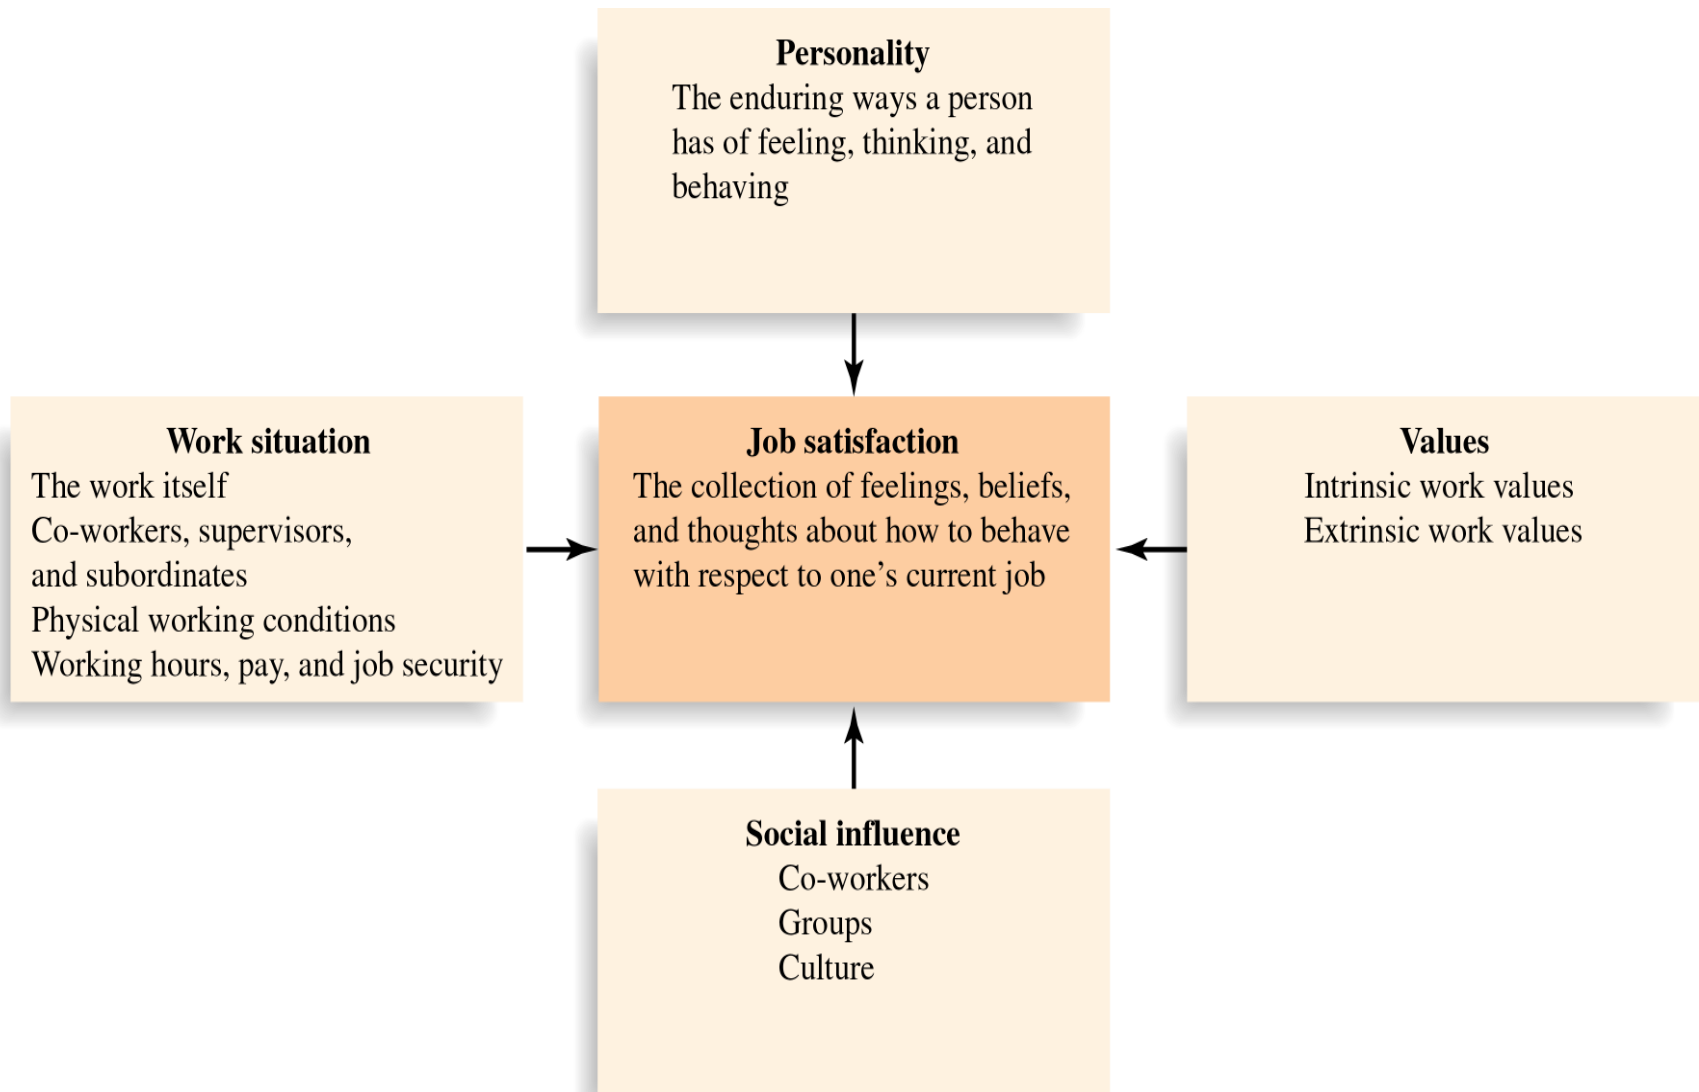 Personality
The enduring ways a person
has of feeling, thinking, and
behaving
Work situation
The work itself
Co-workers, supervisors,
and subordinates
Physical working conditions
Working hours, pay, and job security
Job satisfaction
The collection of feelings, beliefs,
and thoughts about how to behave
with respect to one’s current job
Values
Intrinsic work values
Extrinsic work values
Social influence
Co-workers
Groups
Culture